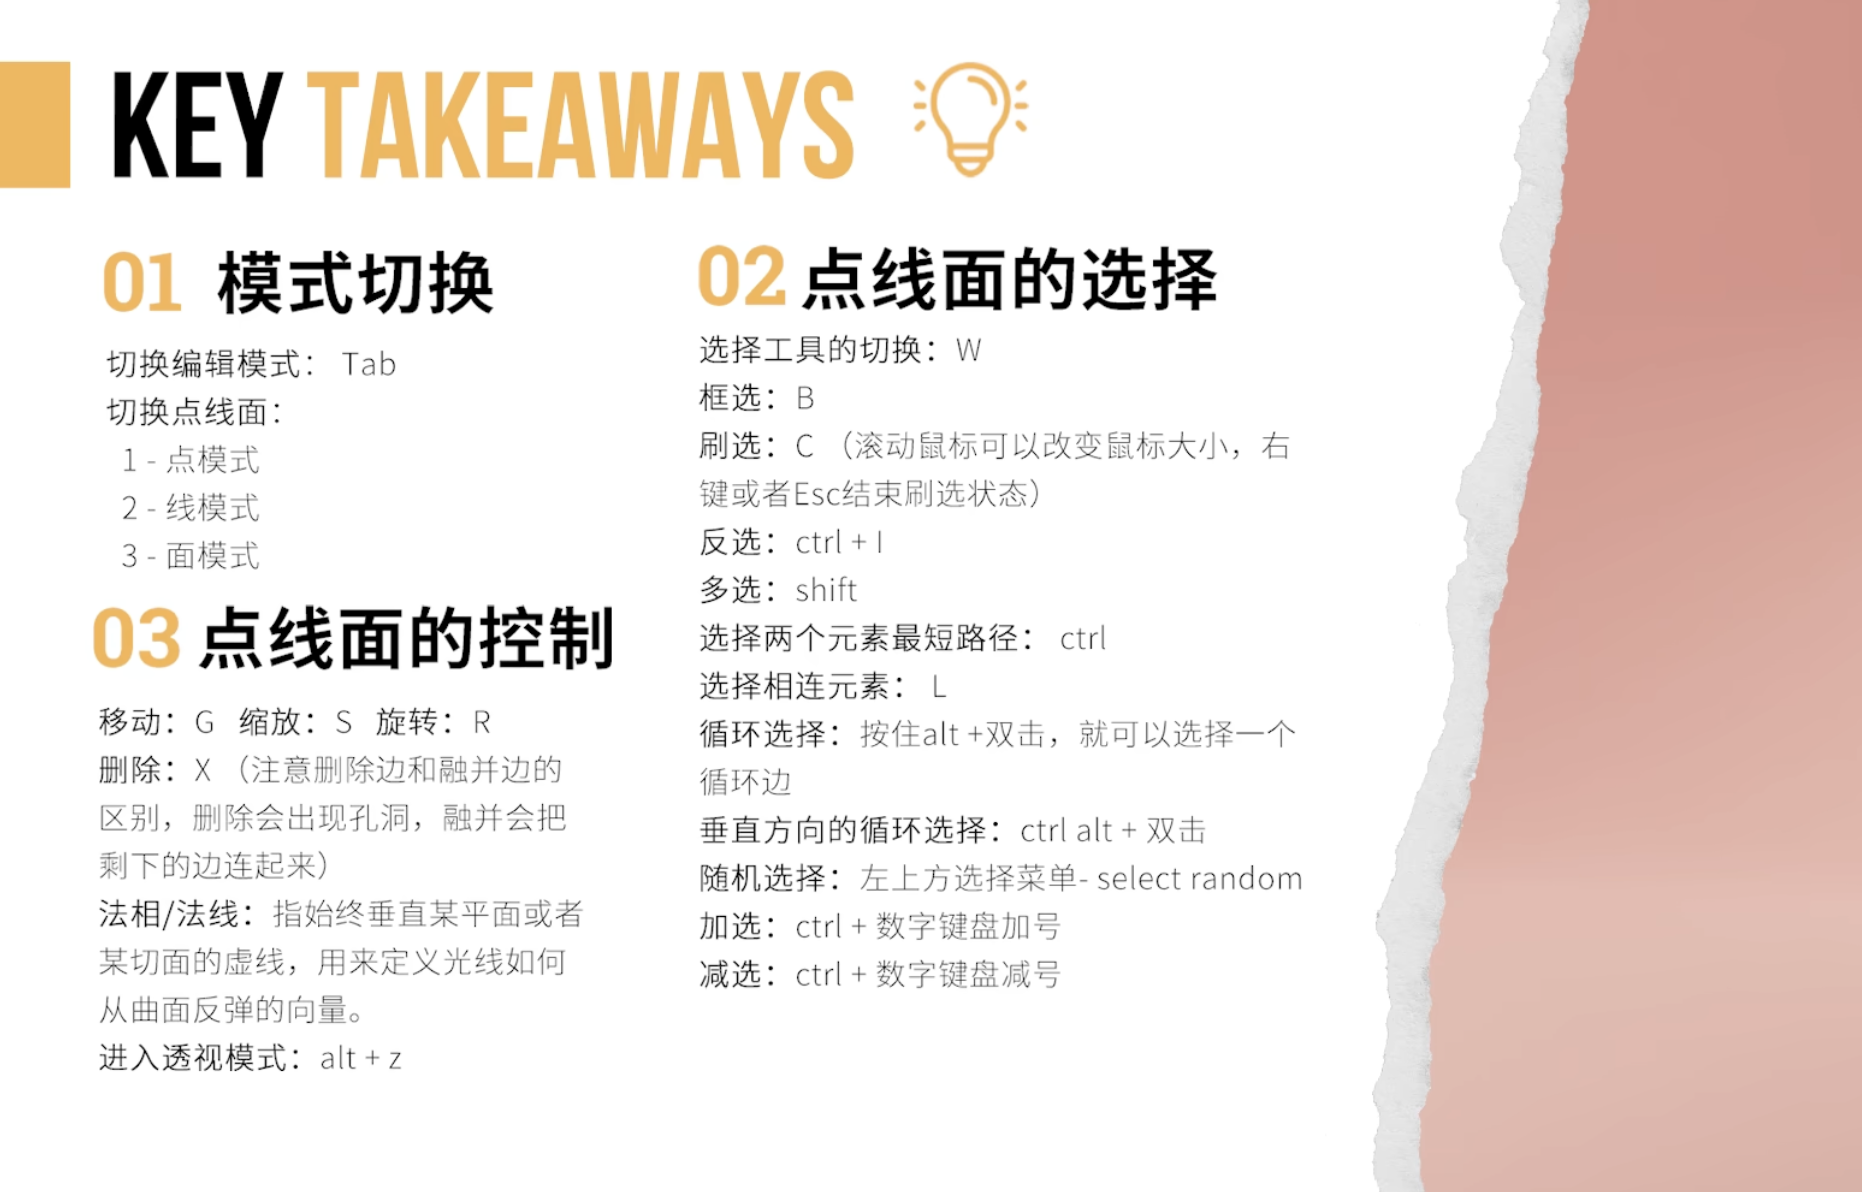 KEY TAKEAWAYS
01 模式切换
切换编辑模式： Tab
切换点线面：
1 - 点模式
2 - 线模式
3 - 面模式
02 点线面的选择
选择工具的切换：W
框选：B
刷选：C （滚动鼠标可以改变鼠标大小，右
键或者Esc结束刷选状态）
反选：ctrl + I
多选：shift
选择两个元素最短路径： ctrl
选择相连元素： L
循环选择：按住alt +双击，就可以选择一个
循环边
垂直方向的循环选择：ctrl alt + 双击
随机选择：左上方选择菜单- select random
加选：ctrl + 数字键盘加号
减选：ctrl + 数字键盘减号
03 点线面的控制
移动：G 缩放：S 旋转：R
删除：X （注意删除边和融并边的
区别，删除会出现孔洞，融并会把
剩下的边连起来）
法相/法线：指始终垂直某平面或者
某切面的虚线，用来定义光线如何
从曲面反弹的向量。
进入透视模式：alt + z